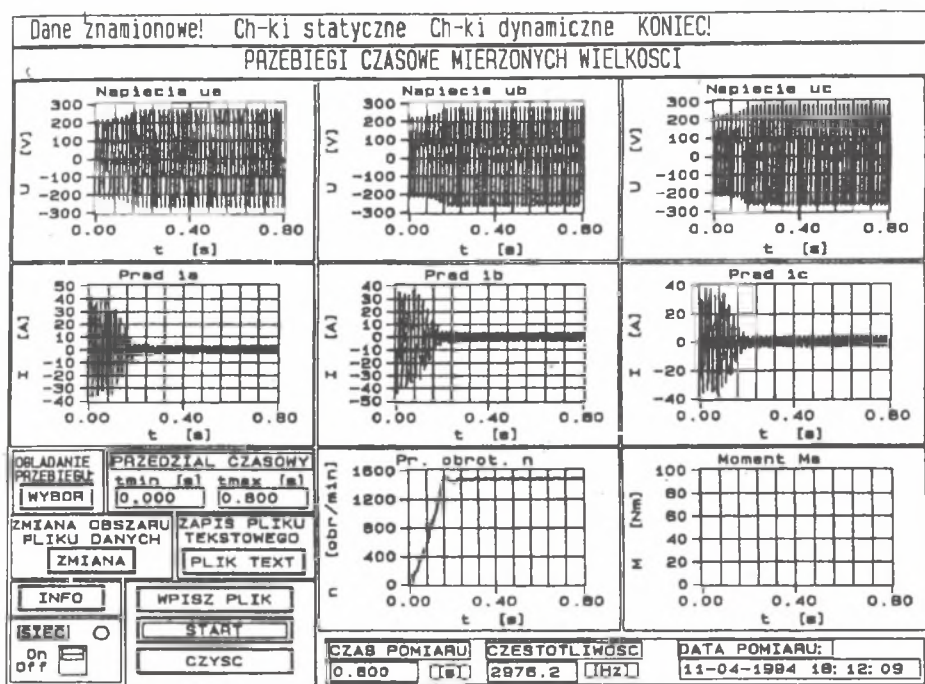 Dane znamionowe! Ch-ki statyczne Ch-ki dynamiczne KONIEC!
PRZEBIEGI CZASOWE MIERZONYCH WIELKOSCI
Napiecia ua
300
200
100
0
-100
-200
-300
U [V]
0.00 0.40 0.80
t [s]
Napiecia ub
300
200
100
0
-100
-200
-300
U [V]
0.00 0.40 0.80
t [s]
Napiecia uc
300
200
100
0
-100
-200
-300
U [V]
0.00 0.40 0.80
t [s]
Prad ia
50
40
30
20
10
0
-10
-20
-30
-40
I [A]
0.00 0.40 0.80
t [s]
Prad ib
40
20
10
0
-10
-20
-30
-50
I [A]
0.00 0.40 0.80
t [s]
Prad ic
40
20
0
-20
-40
I [A]
0.00 0.40 0.80
t [s]
OGLADANIE PRZEBIEGU
WYBOR
PRZEDZIAL CZASOWY
tmin [s] tmax [s]
0.000 0.800
ZMIANA OBSZARU
PLIKU DANYCH
ZMIANA
ZAPIS PLIKU
TEKSTOWEGO
PLIK TEXT
INFO
SIEC
On
Off
WPISZ PLIK
START
CZYSC
Pr. obrot. n
1600
1200
800
400
0
n [obr/min]
0.00 0.40 0.80
t [s]
Moment Me
100
80
60
40
20
0
M [Nm]
0.00 0.40 0.80
t [s]
CZAS POMIARU
0.800 [s]
CZESTOTLIWOSC
2976.2 [Hz]
DATA POMIARU:
11-04-1994 18:12:09